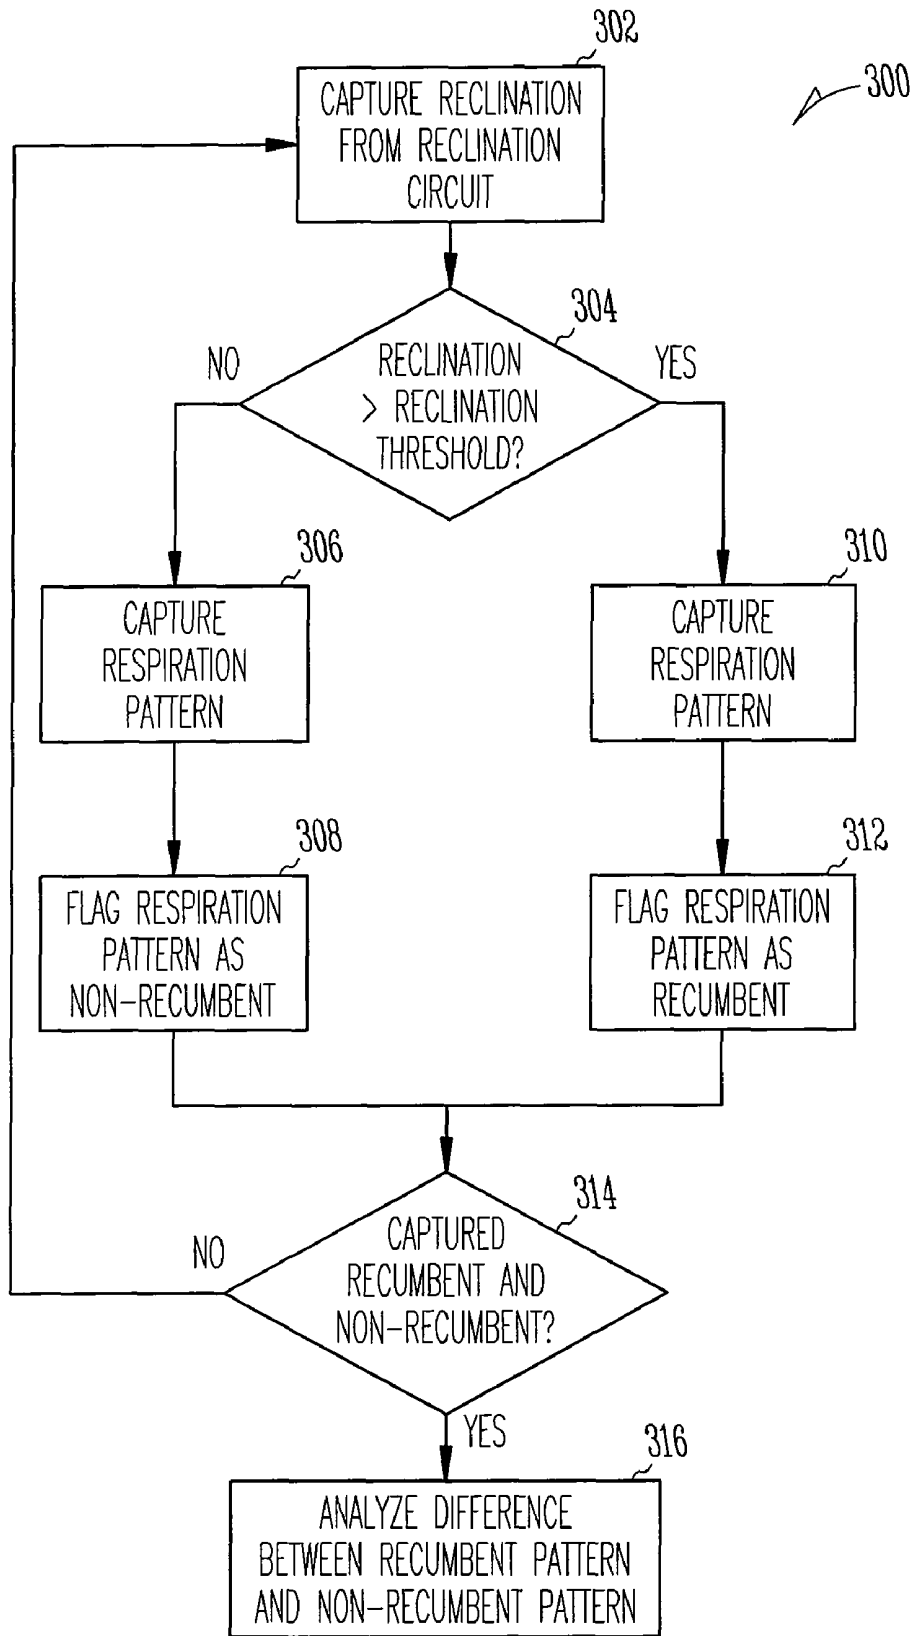 302
300
CAPTURE RECLINATION
FROM RECLINATION
CIRCUIT
304
NO
YES
RECLINATION
> RECLINATION
THRESHOLD?
306
310
CAPTURE
RESPIRATION
PATTERN
CAPTURE
RESPIRATION
PATTERN
308
312
FLAG RESPIRATION
PATTERN AS
NON-RECUMBENT
FLAG RESPIRATION
PATTERN AS
RECUMBENT
314
NO
CAPTURED
RECUMBENT AND
NON-RECUMBENT?
YES
316
ANALYZE DIFFERENCE
BETWEEN RECUMBENT PATTERN
AND NON-RECUMBENT PATTERN